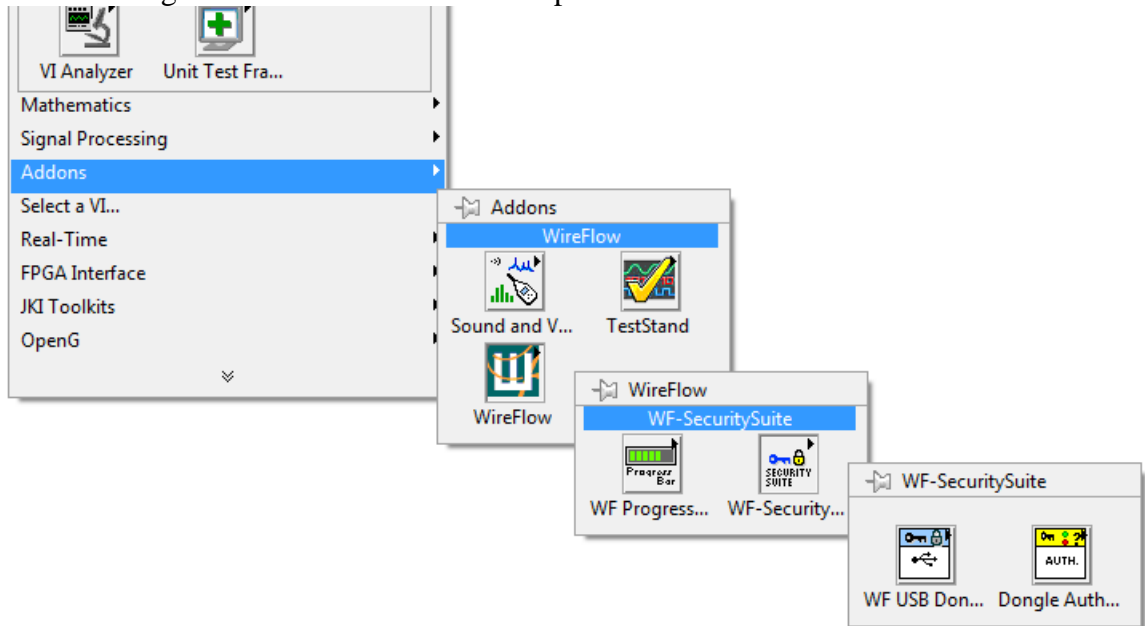 VI Analyzer Unit Test Fra...
Mathematics
Signal Processing
Addons
Select a VI...
Real-Time
FPGA Interface
JKI Toolkits
OpenG
Addons
WireFlow
Sound and V... TestStand
WireFlow
WireFlow
WF-SecuritySuite
Progress
Bar
SECURITY
SUITE
WF Progress... WF-Security...
WF-SecuritySuite
AUTH.
WF USB Don... Dongle Auth...